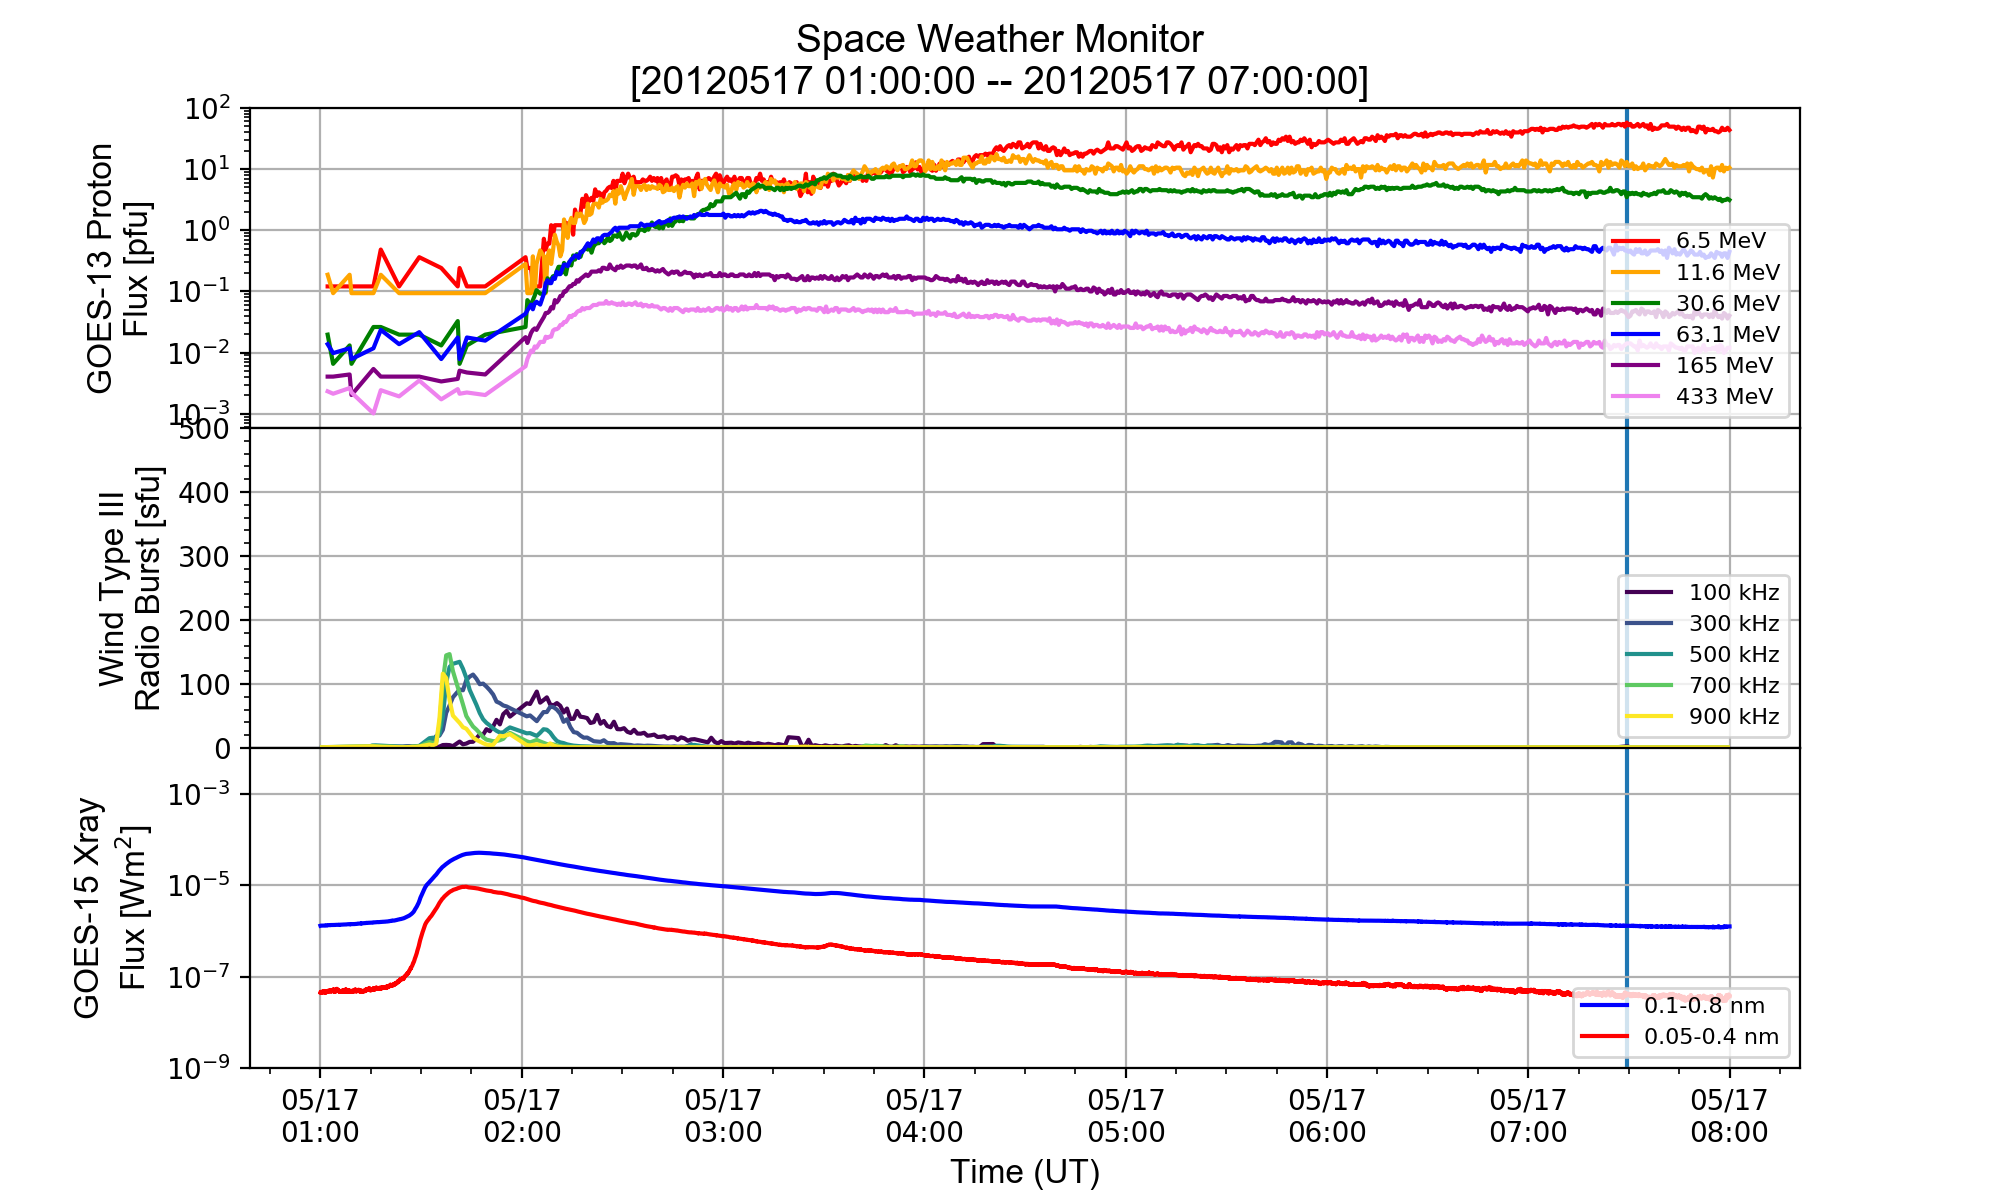 Space Weather Monitor
[20120517 01:00:00 -- 20120517 07:00:00]
GOES-13 Proton
Flux [pfu]
10²
10¹
10⁰
10⁻¹
10⁻²
10⁻³
6.5 MeV
11.6 MeV
30.6 MeV
63.1 MeV
165 MeV
433 MeV
Wind Type III
Radio Burst [sfu]
500
400
300
200
100
0
100 kHz
300 kHz
500 kHz
700 kHz
900 kHz
GOES-15 Xray
Flux [Wm²]
10⁻³
10⁻⁵
10⁻⁷
10⁻⁹
0.1-0.8 nm
0.05-0.4 nm
05/17 05/17 05/17 05/17 05/17 05/17 05/17 05/17
01:00 02:00 03:00 04:00 05:00 06:00 07:00 08:00
Time (UT)